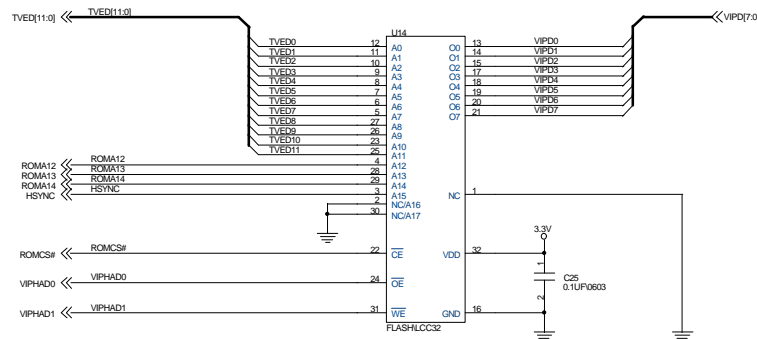 TVED[11:0] TVED[11:0] VIPD[7:0
U14
TVED0 12 A0 O0 13 VIPD0
TVED1 11 A1 O1 14 VIPD1
TVED2 10 A2 O2 15 VIPD2
TVED3 9 A3 O3 17 VIPD3
TVED4 8 A4 O4 18 VIPD4
TVED5 7 A5 O5 19 VIPD5
TVED6 6 A6 O6 20 VIPD6
TVED7 5 A7 O7 21 VIPD7
TVED8 27 A8
TVED9 26 A9
TVED10 23 A10
TVED11 25 A11
ROMA12 ROMA12 4 A12
ROMA13 ROMA13 28 A13
ROMA14 ROMA14 29 A14
HSYNC HSYNC 3 A15 NC 1
2 NC/A16
30 NC/A17
3.3V
ROMCS# ROMCS# 22 CE VDD 32
1
VIPHAD0 VIPHAD0 24 OE C25
0.1UF\0603
2
VIPHAD1 VIPHAD1 31 WE GND 16
FLASH\LCC32